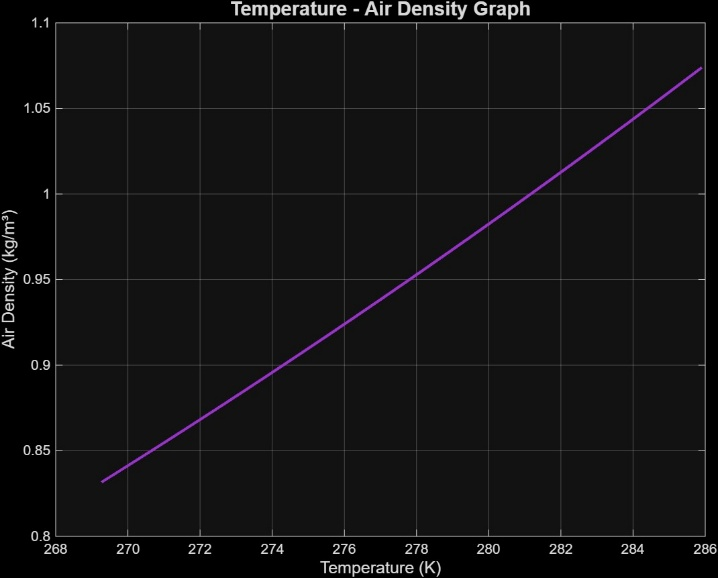 Temperature - Air Density Graph
1.1
1.05
1
0.95
0.9
0.85
0.8
Air Density (kg/m³)
268 270 272 274 276 278 280 282 284 286
Temperature (K)